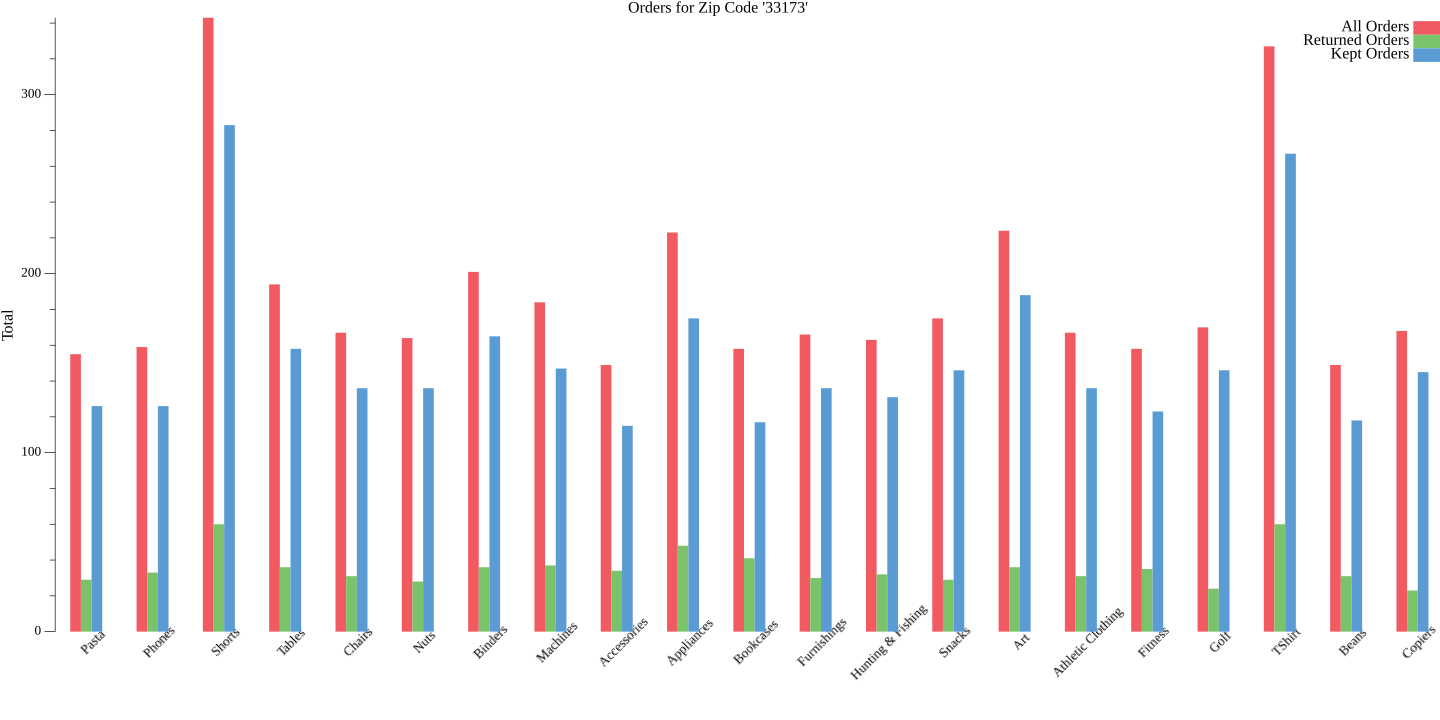 Orders for Zip Code '33173'
All Orders
Returned Orders
Kept Orders
Total
300
200
100
0
Pasta
Phones
Shorts
Tables
Chairs
Nuts
Binders
Machines
Accessories
Appliances
Bookcases
Furnishings
Hunting & Fishing
Snacks
Art
Athletic Clothing
Fitness
Golf
TShirt
Beans
Copiers